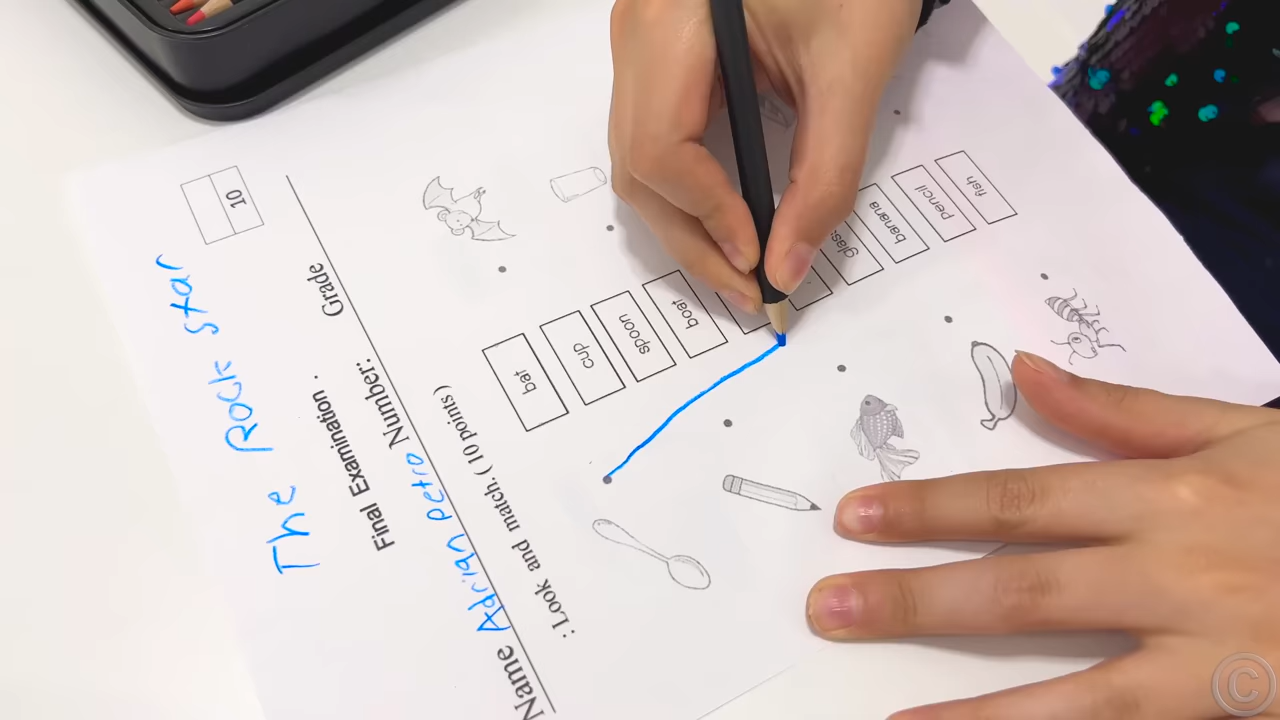 The Rock star
10
Final Examination.
Grade
Name Adrian Petro Number:
: Look and match. ( 10 points )
bat
cup
spoon
boat
banana
pencil
fish
©